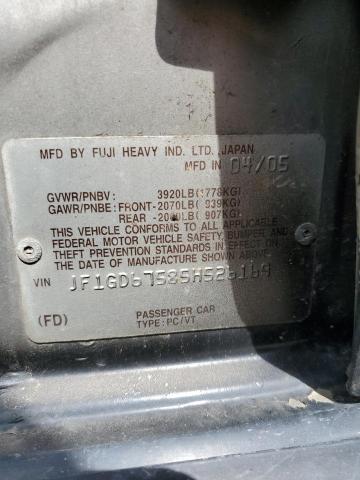 MFD BY FUJI HEAVY IND. LTD., JAPAN
MFD IN 04/05
GVWR/PNBV: 3920LB(1778KG)
GAWR/PNBE: FRONT-2070LB( 939KG)
REAR -2000LB( 907KG)
THIS VEHICLE CONFORMS TO ALL APPLICABLE
FEDERAL MOTOR VEHICLE SAFETY, BUMPER AND
THEFT PREVENTION STANDARDS IN EFFECT ON
THE DATE OF MANUFACTURE SHOWN ABOVE.
VIN JF1GD67585H526169
(FD) PASSENGER CAR
TYPE:PC/VT